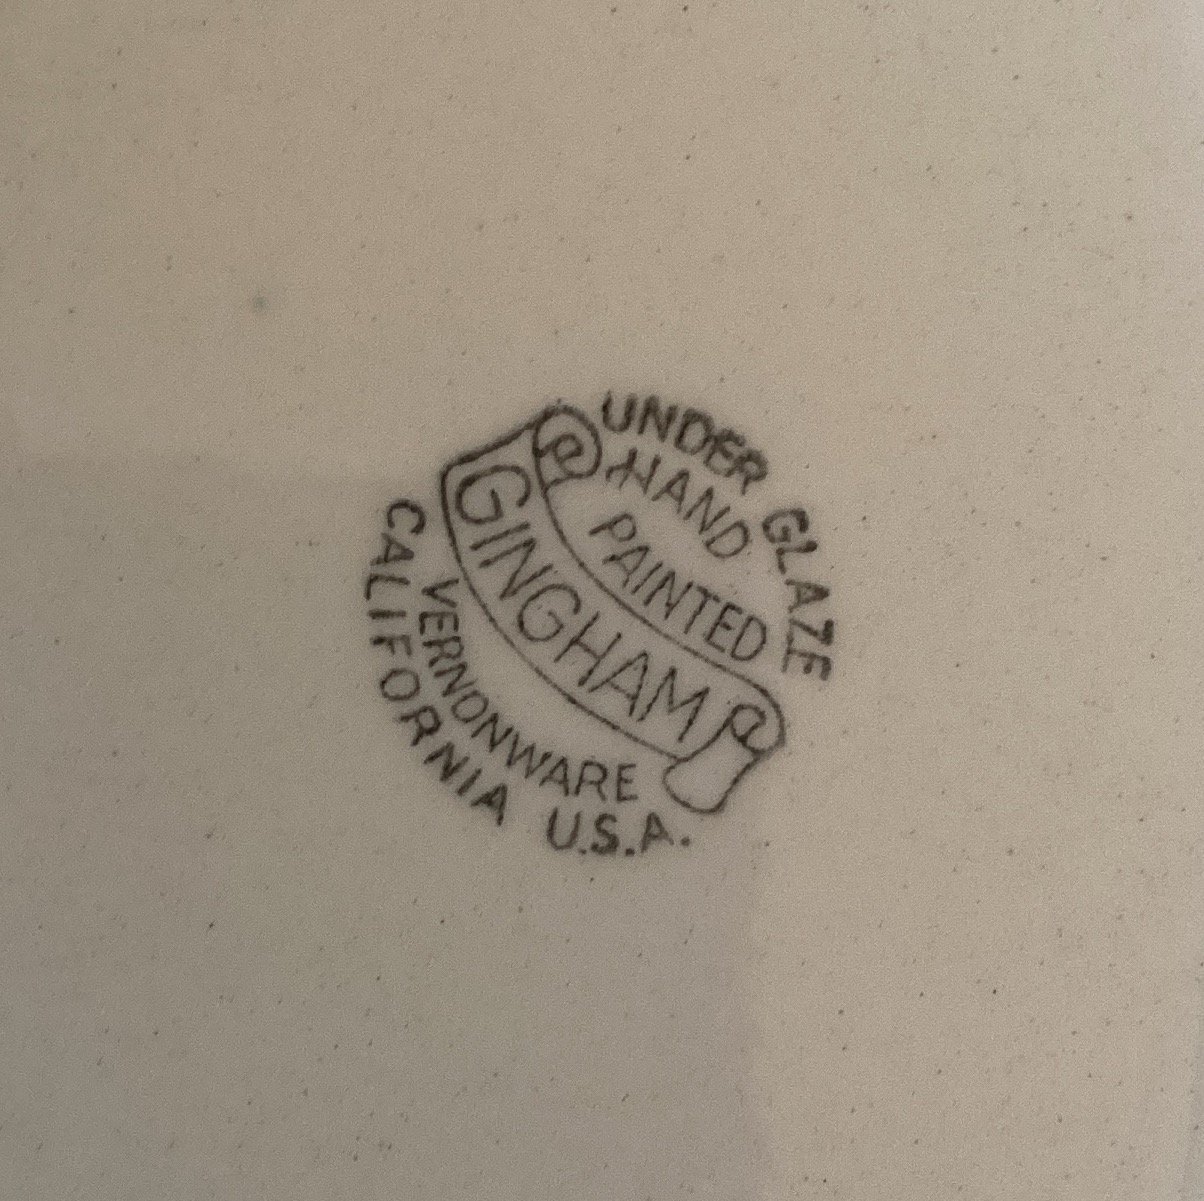 UNDER GLAZE
HAND
PAINTED
GINGHAM
VERNONWARE
CALIFORNIA U.S.A.